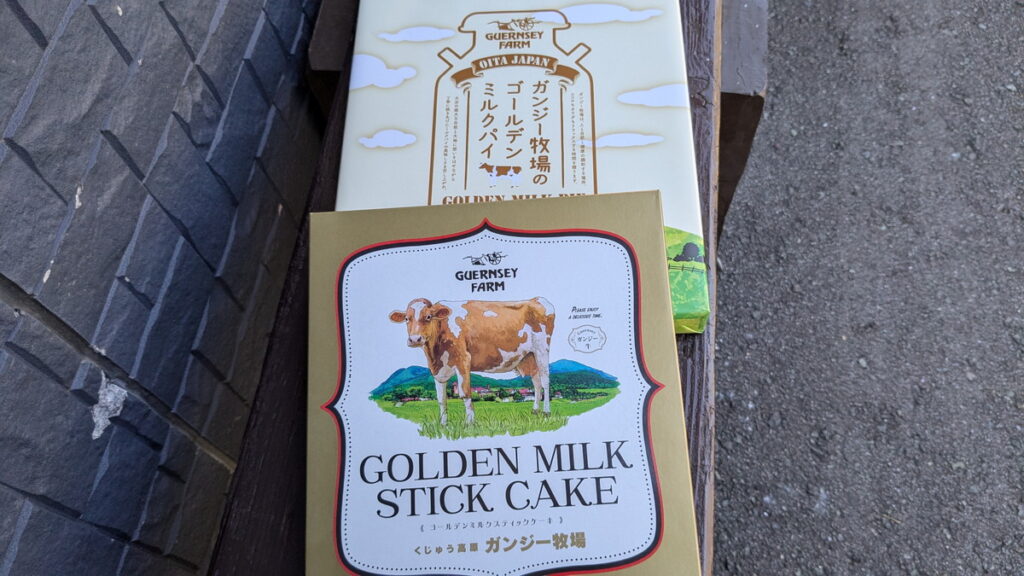 GUERNSEY
FARM
OITA JAPAN
ガンジー牧場の
ゴールデン
ミルクパイ
GUERNSEY
FARM
PLEASE ENJOY
A DELICIOUS TIME.
ガンジー
GOLDEN MILK
STICK CAKE
《 ゴールデンミルクスティックケーキ 》
くじゅう高原 ガンジー牧場